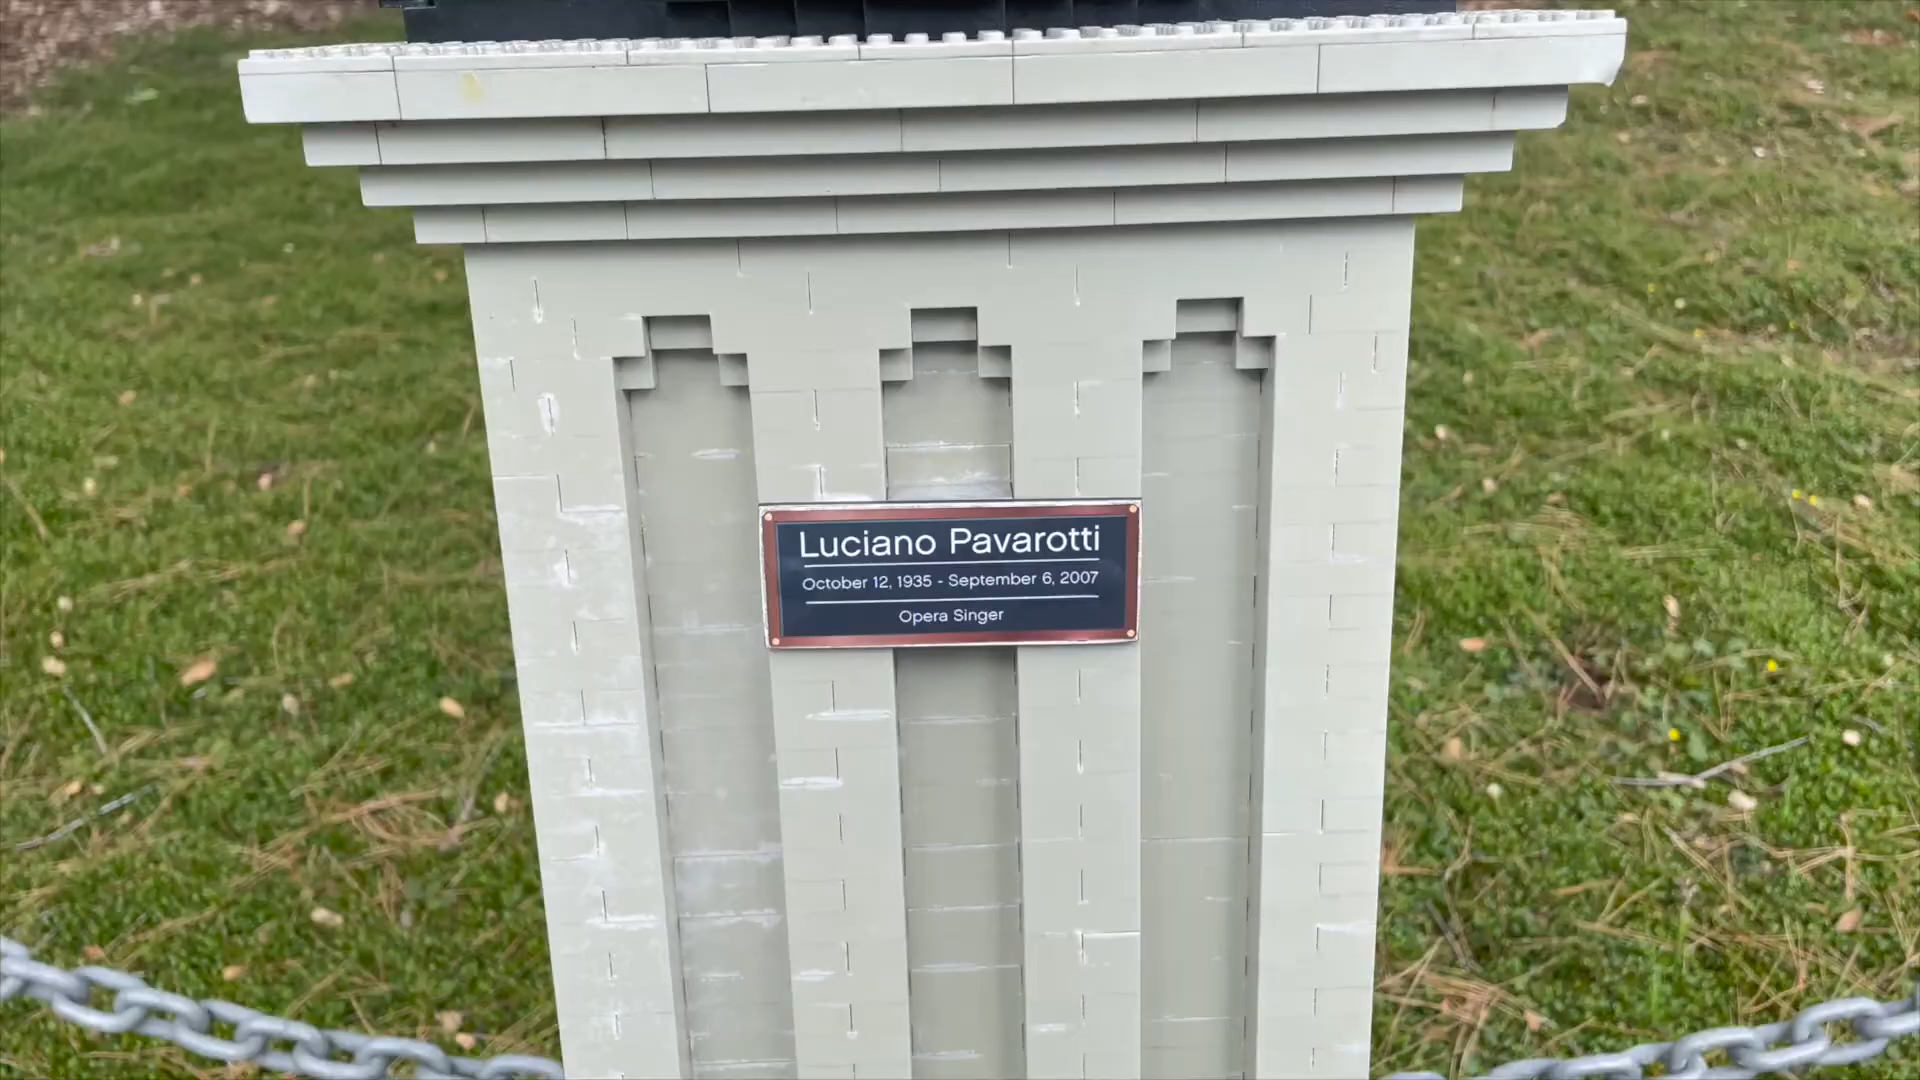 Luciano Pavarotti
October 12, 1935 - September 6, 2007
Opera Singer